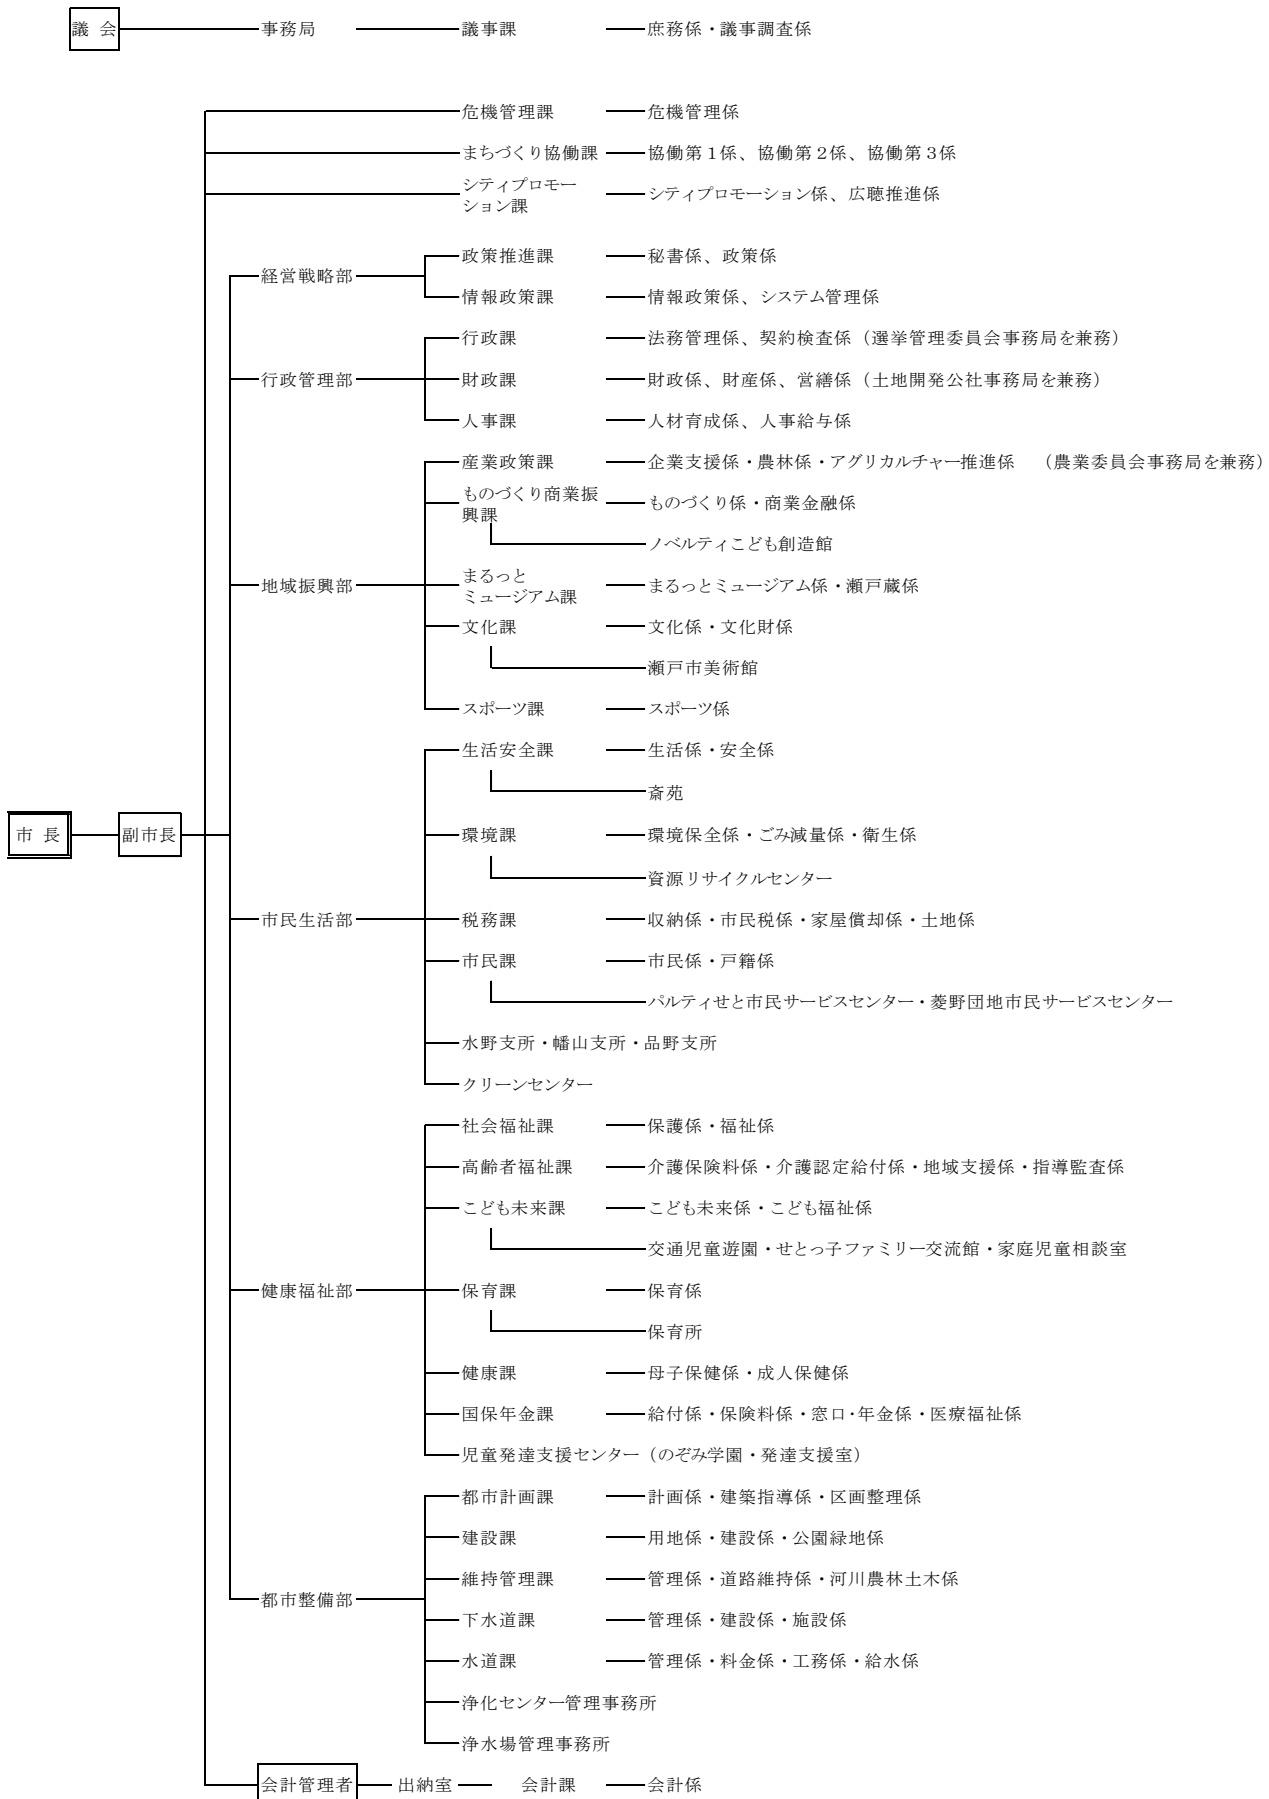 議 会 事務局 議事課 庶務係・議事調査係
危機管理課 危機管理係
まちづくり協働課 協働第１係、協働第２係、協働第３係
シティプロモー
ション課 シティプロモーション係、広聴推進係
政策推進課 秘書係、政策係
経営戦略部
情報政策課 情報政策係、システム管理係
行政課 法務管理係、契約検査係（選挙管理委員会事務局を兼務）
行政管理部 財政課 財政係、財産係、営繕係（土地開発公社事務局を兼務）
人事課 人材育成係、人事給与係
産業政策課 企業支援係・農林係・アグリカルチャー推進係 （農業委員会事務局を兼務）
ものづくり商業振
興課 ものづくり係・商業金融係
ノベルティこども創造館
地域振興部 まるっと
ミュージアム課 まるっとミュージアム係・瀬戸蔵係
文化課 文化係・文化財係
瀬戸市美術館
スポーツ課 スポーツ係
生活安全課 生活係・安全係
斎苑
市 長 副市長 環境課 環境保全係・ごみ減量係・衛生係
資源リサイクルセンター
市民生活部 税務課 収納係・市民税係・家屋償却係・土地係
市民課 市民係・戸籍係
パルティせと市民サービスセンター・菱野団地市民サービスセンター
水野支所・幡山支所・品野支所
クリーンセンター
社会福祉課 保護係・福祉係
高齢者福祉課 介護保険料係・介護認定給付係・地域支援係・指導監査係
こども未来課 こども未来係・こども福祉係
交通児童遊園・せとっ子ファミリー交流館・家庭児童相談室
健康福祉部 保育課 保育係
保育所
健康課 母子保健係・成人保健係
国保年金課 給付係・保険料係・窓口・年金係・医療福祉係
児童発達支援センター（のぞみ学園・発達支援室）
都市計画課 計画係・建築指導係・区画整理係
建設課 用地係・建設係・公園緑地係
維持管理課 管理係・道路維持係・河川農林土木係
都市整備部
下水道課 管理係・建設係・施設係
水道課 管理係・料金係・工務係・給水係
浄化センター管理事務所
浄水場管理事務所
会計管理者 出納室 会計課 会計係